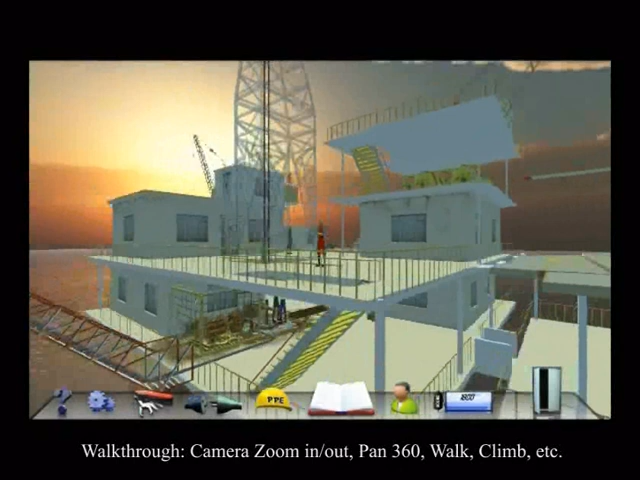 PPE
Walkthrough: Camera Zoom in/out, Pan 360, Walk, Climb, etc.